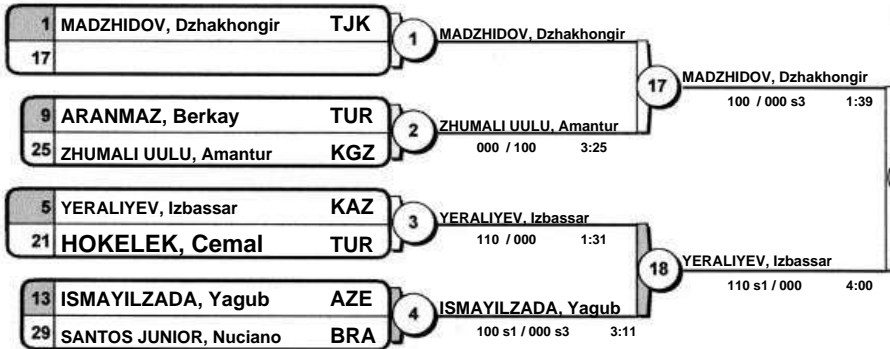 1 MADZHIDOV, Dzhakhongir TJK
17
1
MADZHIDOV, Dzhakhongir
9 ARANMAZ, Berkay TUR
25 ZHUMALI UULU, Amantur KGZ
2
ZHUMALI UULU, Amantur
000 / 100 3:25
17
MADZHIDOV, Dzhakhongir
100 / 000 s3 1:39
5 YERALIYEV, Izbassar KAZ
21 HOKELEK, Cemal TUR
3
YERALIYEV, Izbassar
110 / 000 1:31
13 ISMAYILZADA, Yagub AZE
29 SANTOS JUNIOR, Nuciano BRA
4
ISMAYILZADA, Yagub
100 s1 / 000 s3 3:11
18
YERALIYEV, Izbassar
110 s1 / 000 4:00